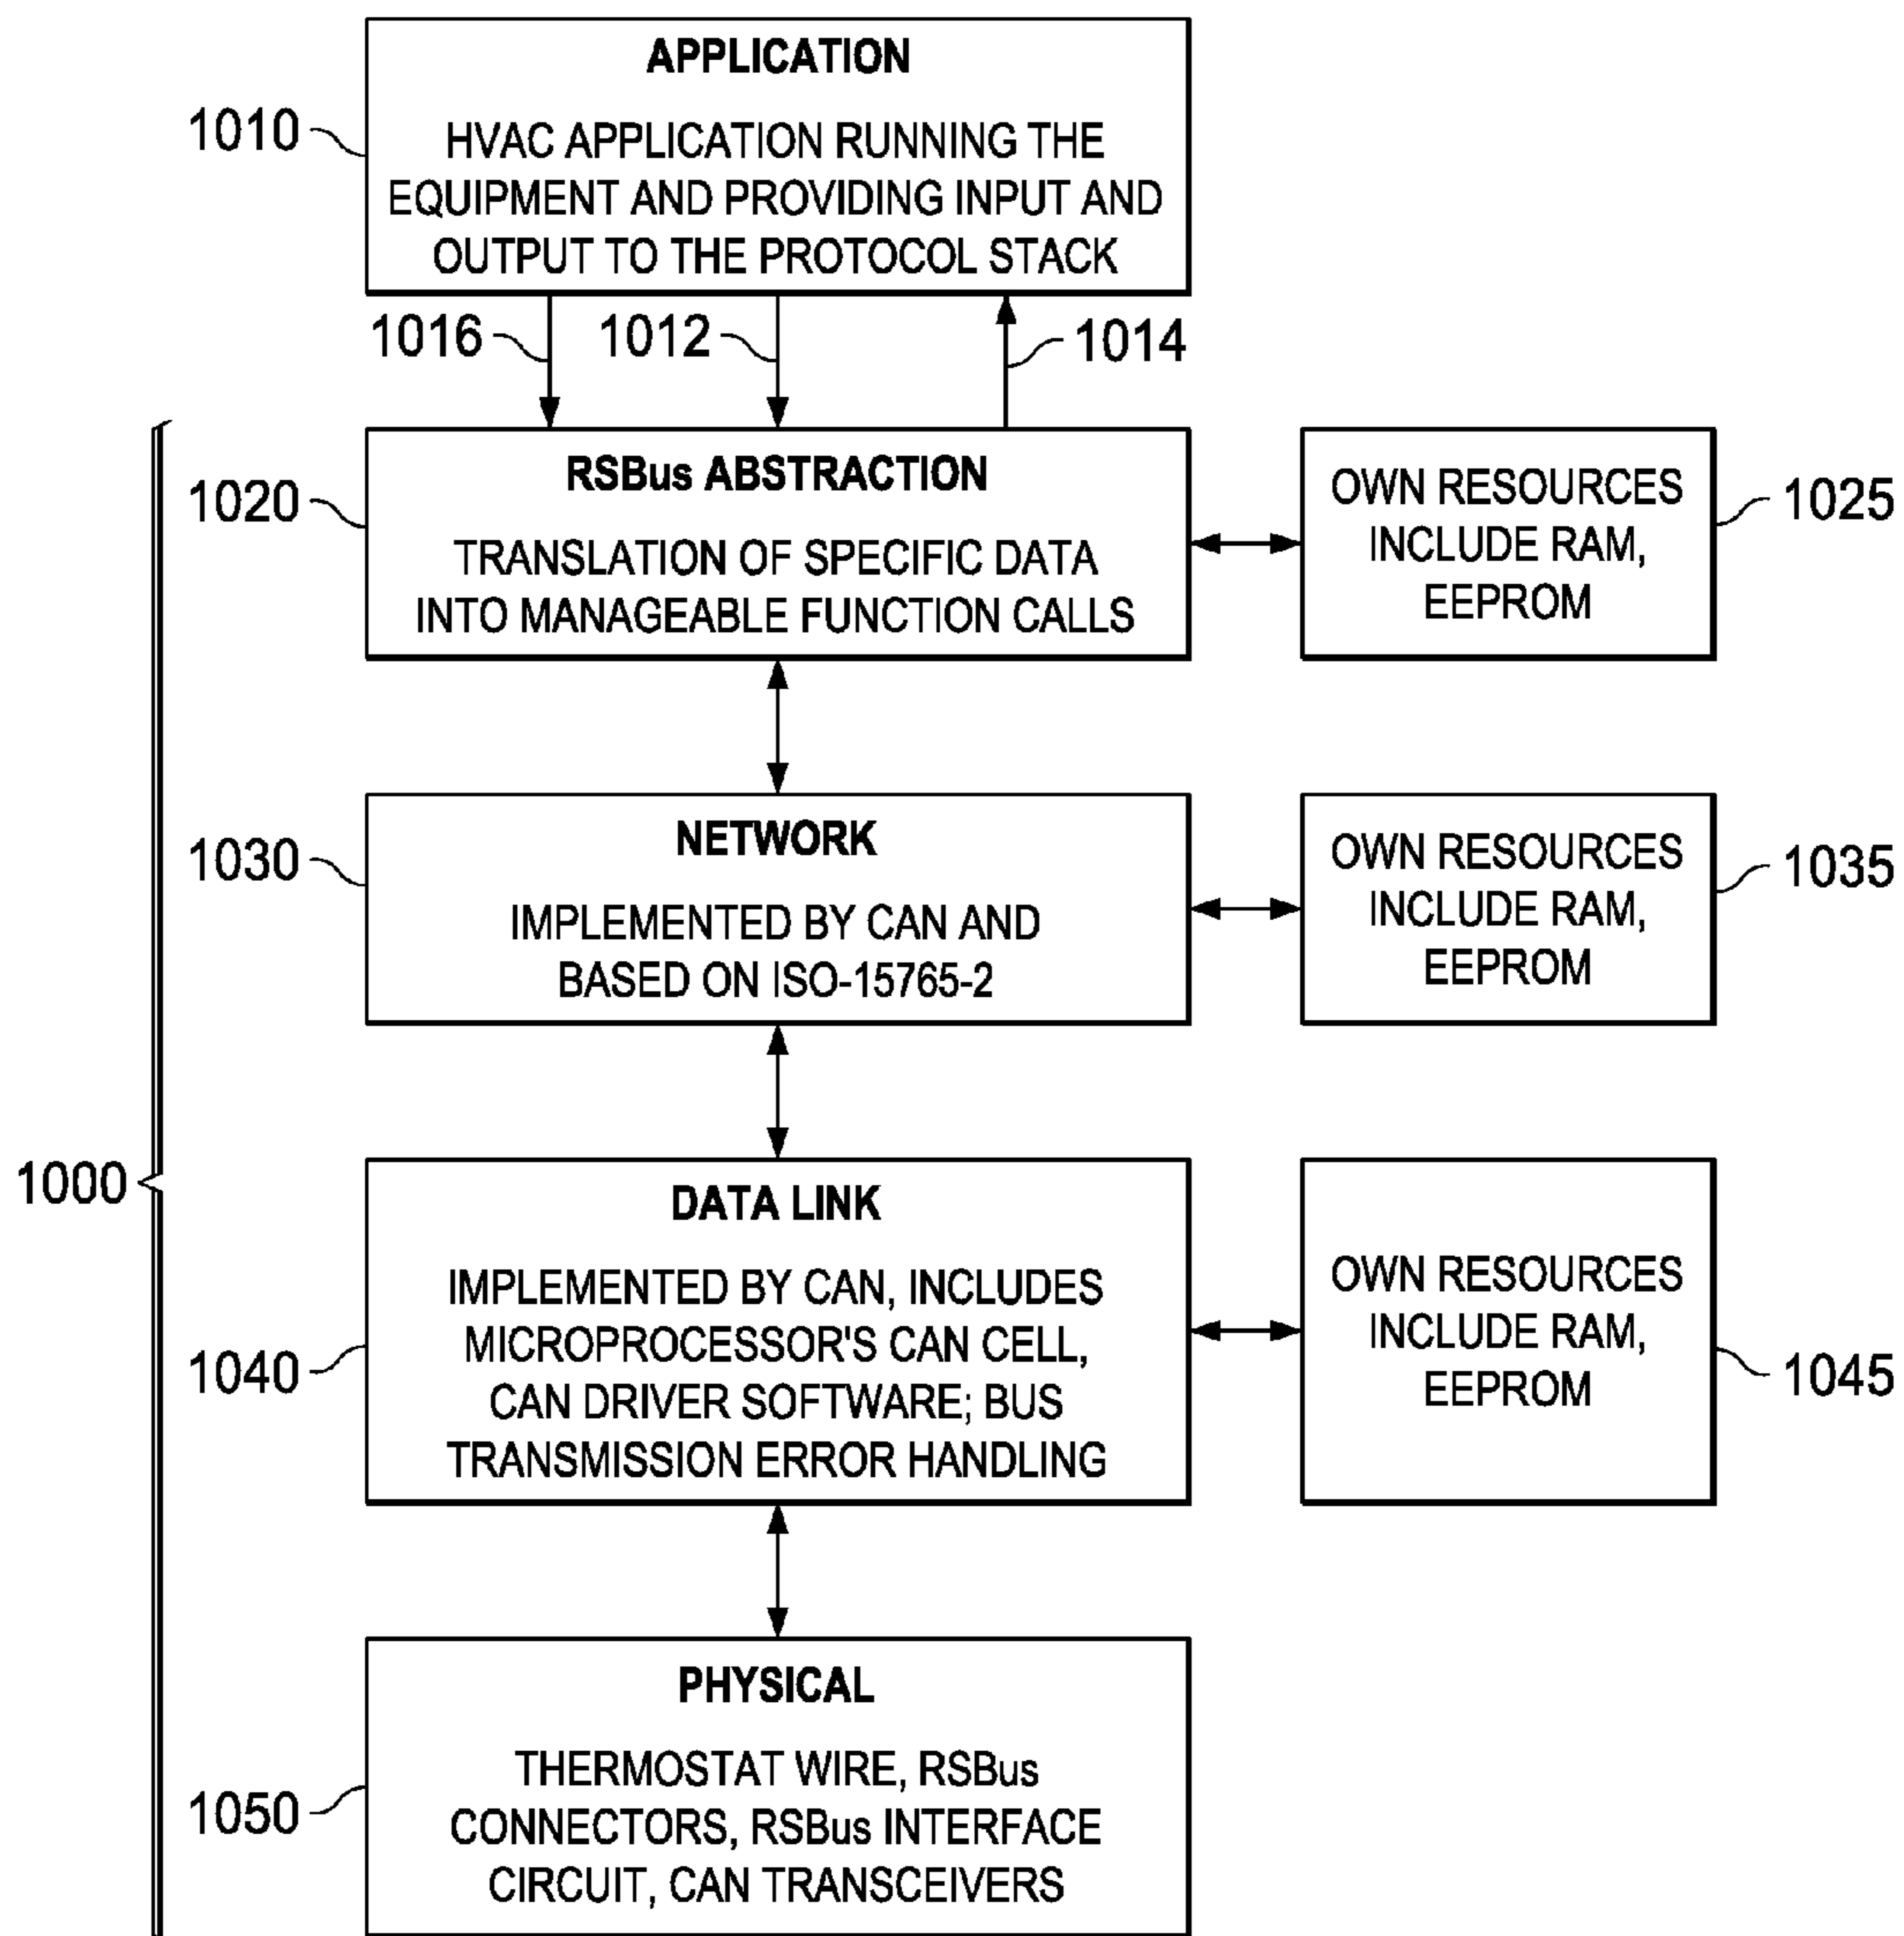 APPLICATION
1010
HVAC APPLICATION RUNNING THE
EQUIPMENT AND PROVIDING INPUT AND
OUTPUT TO THE PROTOCOL STACK
1016
1012
1014
RSBus ABSTRACTION
1020
TRANSLATION OF SPECIFIC DATA
INTO MANAGEABLE FUNCTION CALLS
OWN RESOURCES
INCLUDE RAM,
EEPROM
1025
NETWORK
1030
IMPLEMENTED BY CAN AND
BASED ON ISO-15765-2
OWN RESOURCES
INCLUDE RAM,
EEPROM
1035
1000
DATA LINK
1040
IMPLEMENTED BY CAN, INCLUDES
MICROPROCESSOR'S CAN CELL,
CAN DRIVER SOFTWARE; BUS
TRANSMISSION ERROR HANDLING
OWN RESOURCES
INCLUDE RAM,
EEPROM
1045
PHYSICAL
1050
THERMOSTAT WIRE, RSBus
CONNECTORS, RSBus INTERFACE
CIRCUIT, CAN TRANSCEIVERS